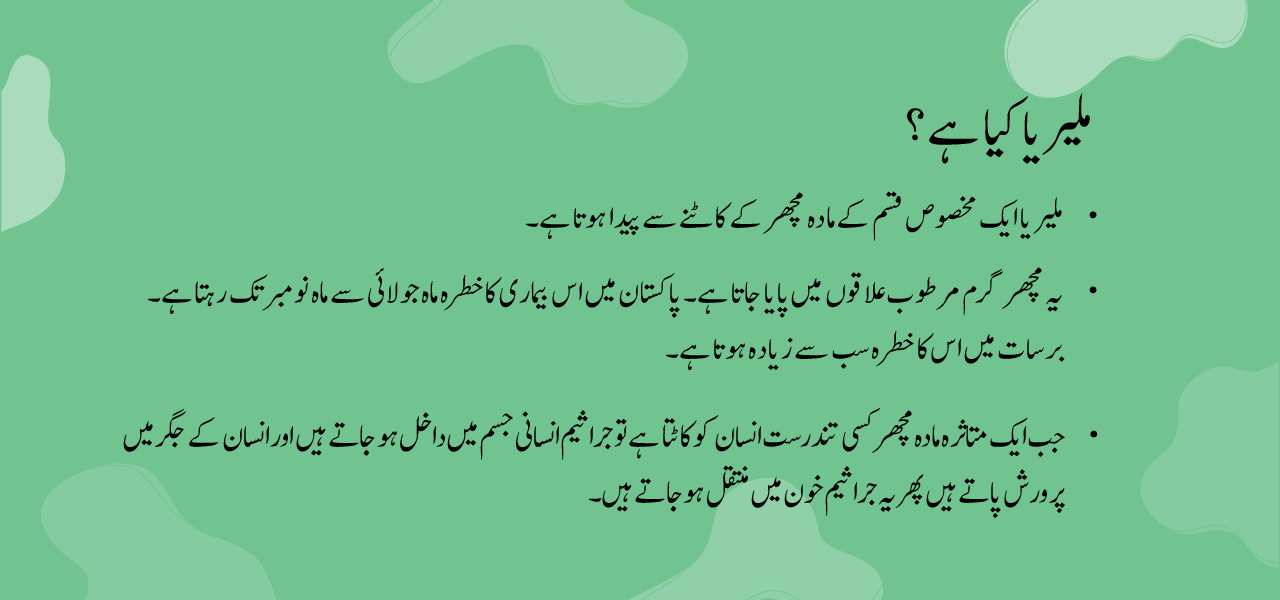 ملیریا کیا ہے؟
• ملیریا ایک مخصوص قسم کے مادہ مچھر کے کاٹنے سے پیدا ہوتا ہے۔
• یہ مچھر گرم مرطوب علاقوں میں پایا جاتا ہے۔ پاکستان میں اس بیماری کا خطرہ ماہ جولائی سے ماہ نومبر تک رہتا ہے۔
برسات میں اس کا خطرہ سب سے زیادہ ہوتا ہے۔
• جب ایک متاثرہ مادہ مچھر کسی تندرست انسان کو کاٹتا ہے تو جراثیم انسانی جسم میں داخل ہو جاتے ہیں اور انسان کے جگر میں
پرورش پاتے ہیں پھر یہ جراثیم خون میں منتقل ہو جاتے ہیں۔